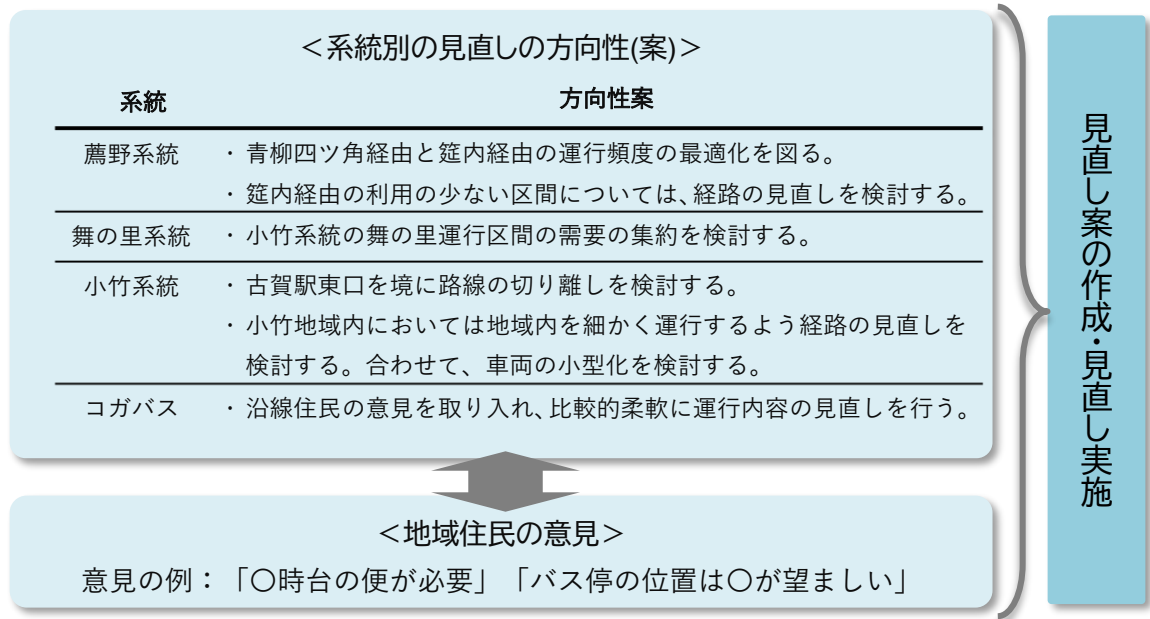 ＜系統別の見直しの方向性(案)＞
系統 方向性案
薦野系統 ・青柳四ツ角経由と筵内経由の運行頻度の最適化を図る。
・筵内経由の利用の少ない区間については、経路の見直しを検討する。
舞の里系統 ・小竹系統の舞の里運行区間の需要の集約を検討する。
小竹系統 ・古賀駅東口を境に路線の切り離しを検討する。
・小竹地域内においては地域内を細かく運行するよう経路の見直しを
検討する。合わせて、車両の小型化を検討する。
コガバス ・沿線住民の意見を取り入れ、比較的柔軟に運行内容の見直しを行う。
＜地域住民の意見＞
意見の例：「〇時台の便が必要」「バス停の位置は〇が望ましい」
見直し案の作成・見直し実施